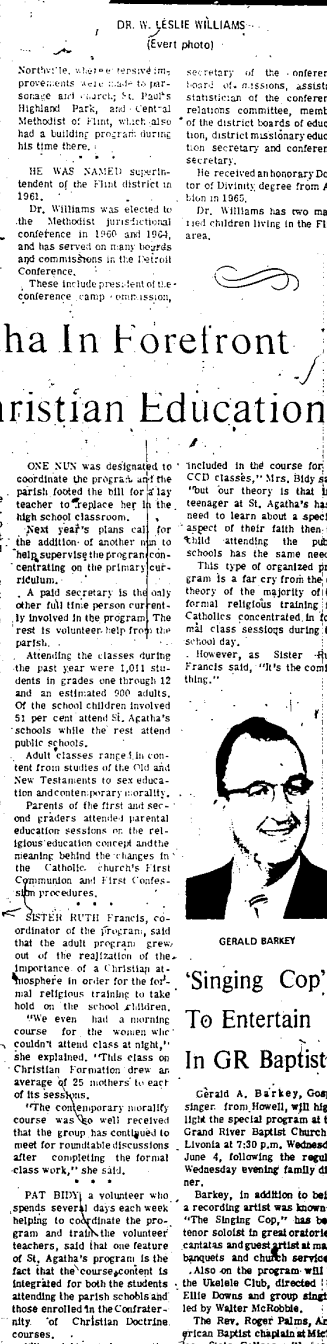 DR. W. LESLIE WILLIAMS
(Evert photo)
Northville, where extensive im-
provements were made to par-
sonage and church; St. Paul's
Highland Park, and Central
Methodist of Flint, which also
had a building program during
his time there.
HE WAS NAMED superin-
tendent of the Flint district in
1961.
Dr. Williams was elected to
the Methodist jurisdictional
conference in 1960 and 1964,
and has served on many boards
and commissions in the Detroit
Conference.
These include president of the
conference camp commission,
secretary of the conferen
board of missions, assist
statistician of the conferen
relations committee, memb
of the district boards of educ
tion, district missionary educ
tion secretary and conferen
secretary.
He received an honorary Do
tor of Divinity degree from A
bion in 1965.
Dr. Williams has two ma
ried children living in the Fl
area.
tha In Forefront
hristian Education
ONE NUN was designated to
coordinate the program and the
parish footed the bill for a lay
teacher to replace her in the
high school classroom.
Next year's plans call for
the addition of another nun to
help supervise the program con-
centrating on the primary cur-
riculum.
A paid secretary is the only
other full time person current-
ly involved in the program. The
rest is volunteer help from the
parish.
Attending the classes during
the past year were 1,011 stu-
dents in grades one through 12
and an estimated 900 adults.
Of the school children involved
51 per cent attend St. Agatha's
schools while the rest attend
public schools.
Adult classes ranged in con-
tent from studies of the Old and
New Testaments to sex educa-
tion and contemporary morality.
Parents of the first and sec-
ond graders attended parental
education sessions on the rel-
igious education concept and the
meaning behind the changes in
the Catholic church's First
Communion and First Confes-
sion procedures.
SISTER RUTH Francis, co-
ordinator of the program, said
that the adult program grew
out of the realization of the
importance of a Christian at-
mosphere in order for the for-
mal religious training to take
hold on the school children.
"We even had a morning
course for the women who
couldn't attend class at night,"
she explained. "This class on
Christian Formation drew an
average of 25 mothers to each
of its sessions.
"The contemporary morality
course was so well received
that the group has continued to
meet for roundtable discussions
after completing the formal
class work," she said.
PAT BIDY, a volunteer who
spends several days each week
helping to coordinate the pro-
gram and train the volunteer
teachers, said that one feature
of St. Agatha's program is the
fact that the course content is
integrated for both the students
attending the parish schools and
those enrolled in the Confrater-
nity of Christian Doctrine
courses.
included in the course for
CCD classes," Mrs. Bidy sa
"but our theory is that
teenager at St. Agatha's ha
need to learn about a speci
aspect of their faith then
child attending the pub
schools has the same nee
This type of organized pr
gram is a far cry from the
theory of the majority of
formal religious training
Catholics concentrated in fo
mal class sessions during
school day.
However, as Sister Ru
Francis said, "It's the comi
thing."
GERALD BARKEY
'Singing Cop'
To Entertain
In GR Baptist
Gerald A. Barkey, Gosp
singer from Howell, will hig
light the special program at t
Grand River Baptist Church
Livonia at 7:30 p.m. Wednesd
June 4, following the regul
Wednesday evening family di
ner.
Barkey, in addition to bei
a recording artist was known
"The Singing Cop," has be
tenor soloist in great oratorio
cantatas and guest artist at ma
banquets and church service
Also on the program will
the Ukelele Club, directed
Ellie Downs and group singi
led by Walter McRobbie.
The Rev. Roger Palms, Am
erican Baptist chaplain at Mic